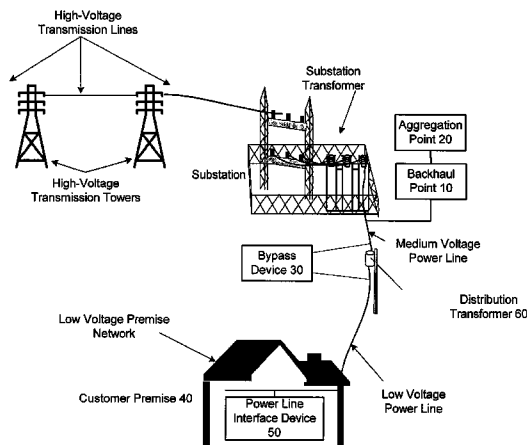 High-Voltage
Transmission Lines
Substation
Transformer
Aggregation
Point 20
High-Voltage
Transmission Towers
Substation
Backhaul
Point 10
Bypass
Device 30
Medium Voltage
Power Line
Distribution
Transformer 60
Low Voltage Premise
Network
Customer Premise 40
Power Line
Interface Device
50
Low Voltage
Power Line